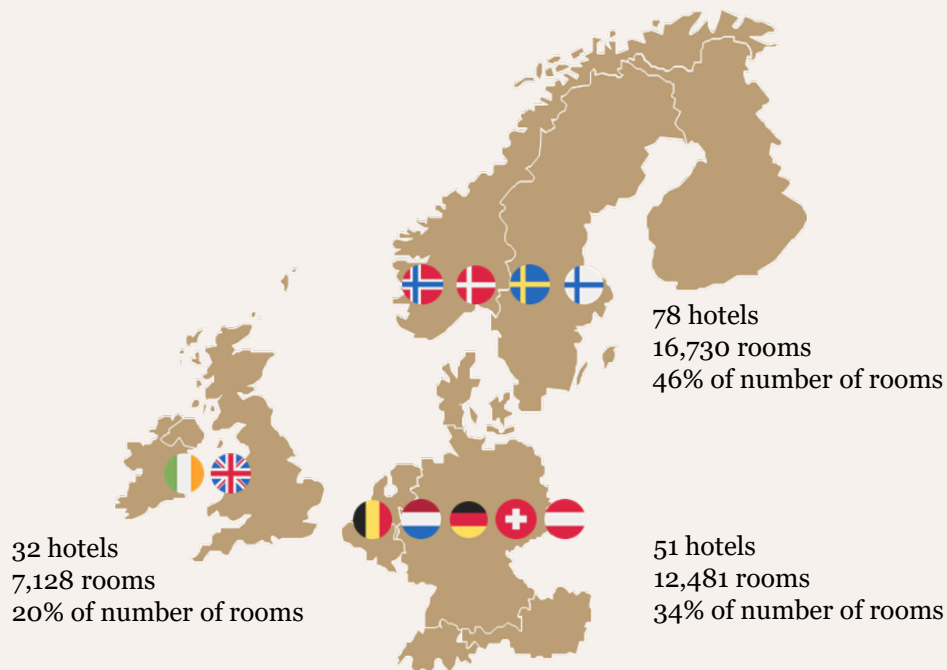 78 hotels
16,730 rooms
46% of number of rooms
32 hotels
7,128 rooms
20% of number of rooms
51 hotels
12,481 rooms
34% of number of rooms